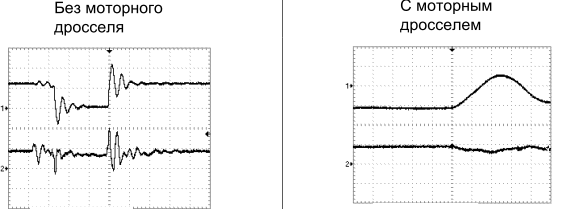 Без моторного
дросселя
С моторным
дросселем
1
2
1
2